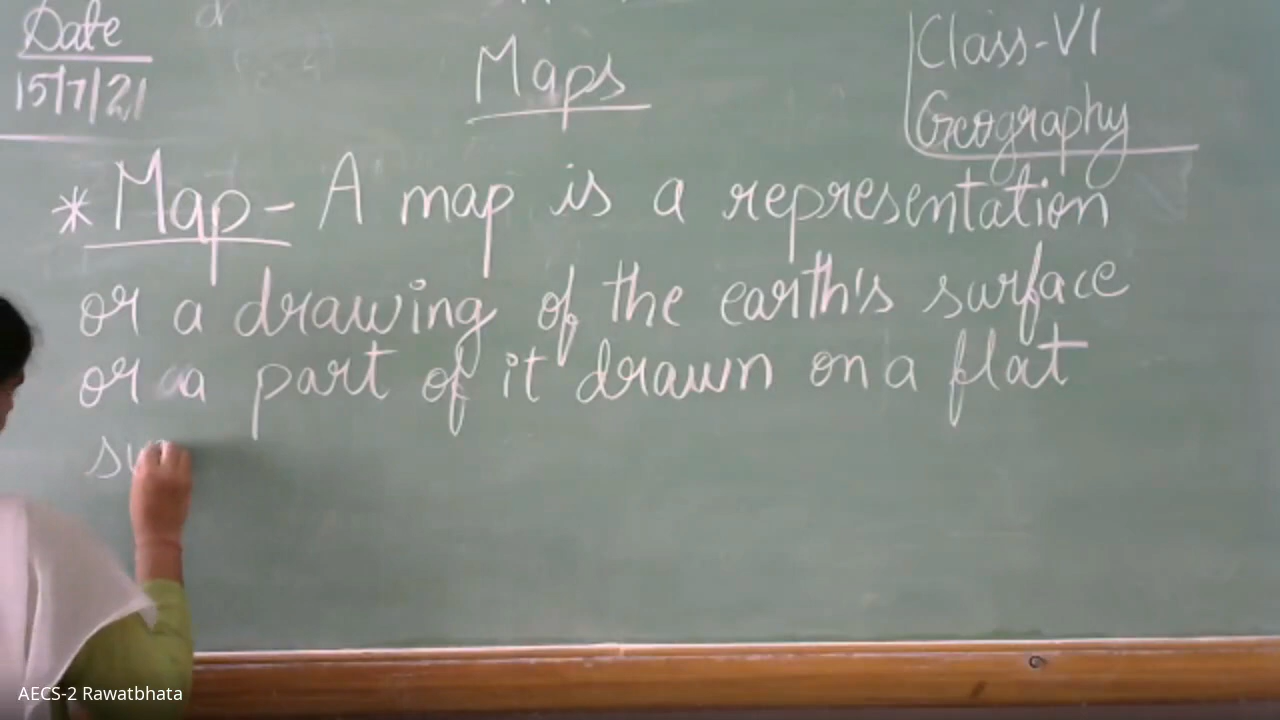 Date
15/7/21
Maps
Class-VI
Geography
* Map - A map is a representation
or a drawing of the earth's surface
or a part of it drawn on a flat
su
AECS-2 Rawatbhata